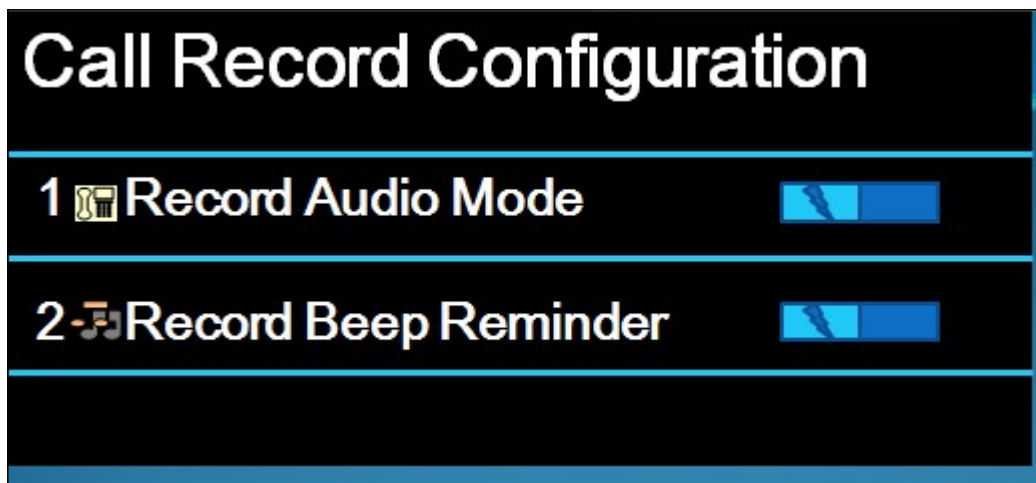 Call Record Configuration
1 Record Audio Mode
2 Record Beep Reminder